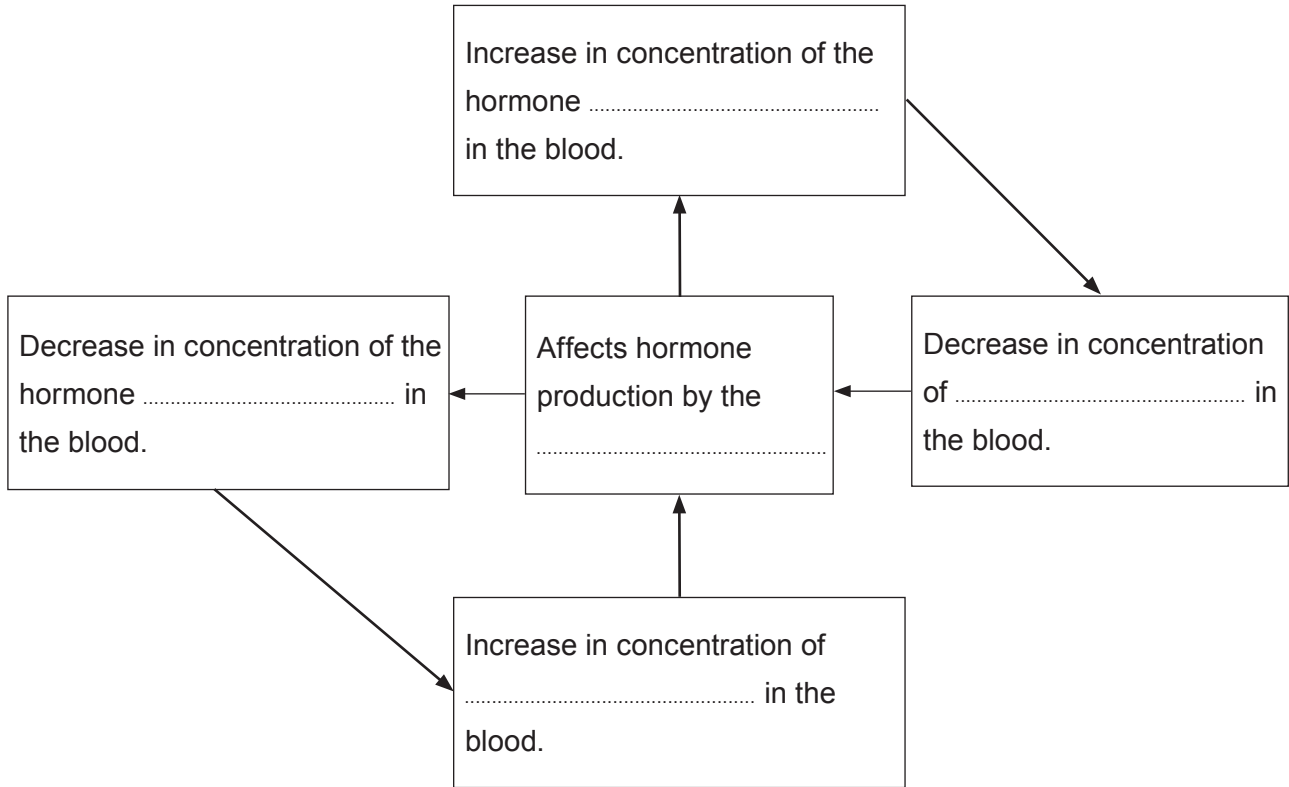 Increase in concentration of the
hormone ....................................................
in the blood.
Decrease in concentration of the
hormone ............................................. in
the blood.
Affects hormone
production by the
....................................................
Decrease in concentration
of .................................................... in
the blood.
Increase in concentration of
.................................................... in the
blood.